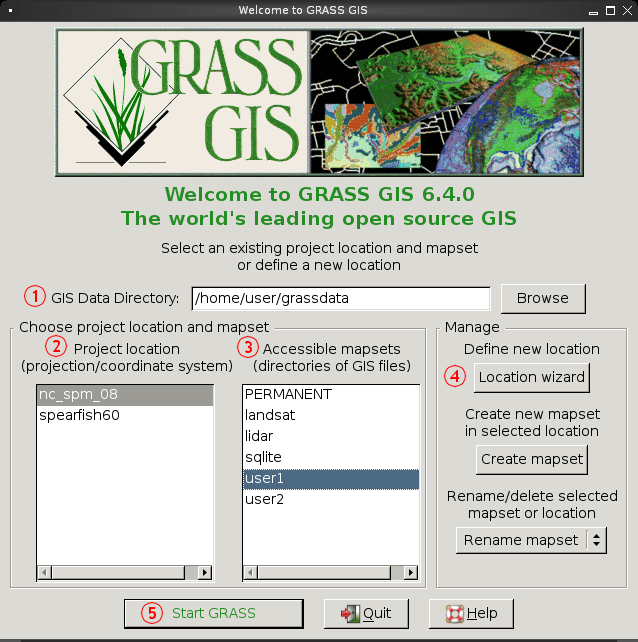 Welcome to GRASS GIS
GRASS
GIS
Welcome to GRASS GIS 6.4.0
The world's leading open source GIS
Select an existing project location and mapset
or define a new location
1 GIS Data Directory: /home/user/grassdata Browse
Choose project location and mapset
2 Project location
(projection/coordinate system)
nc_spm_08
spearfish60
3 Accessible mapsets
(directories of GIS files)
PERMANENT
landsat
lidar
sqlite
user1
user2
Manage
Define new location
4 Location wizard
Create new mapset
in selected location
Create mapset
Rename/delete selected
mapset or location
Rename mapset
5 Start GRASS Quit Help